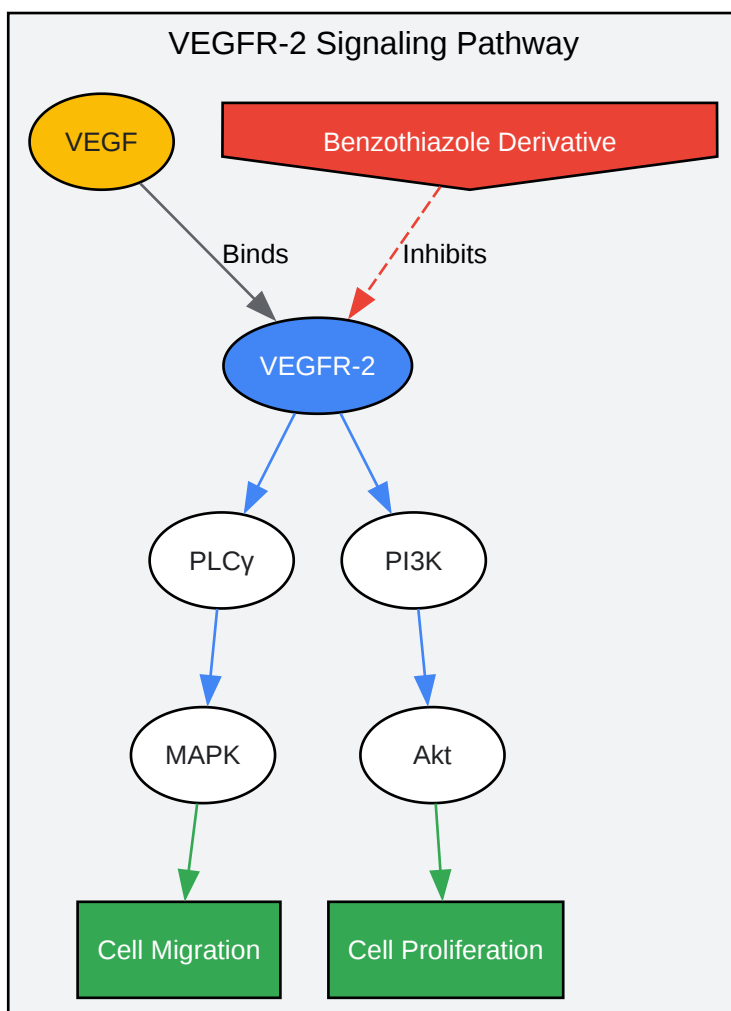 VEGFR-2 Signaling Pathway
VEGF
Benzothiazole Derivative
Binds
Inhibits
VEGFR-2
PLCγ
PI3K
MAPK
Akt
Cell Migration
Cell Proliferation